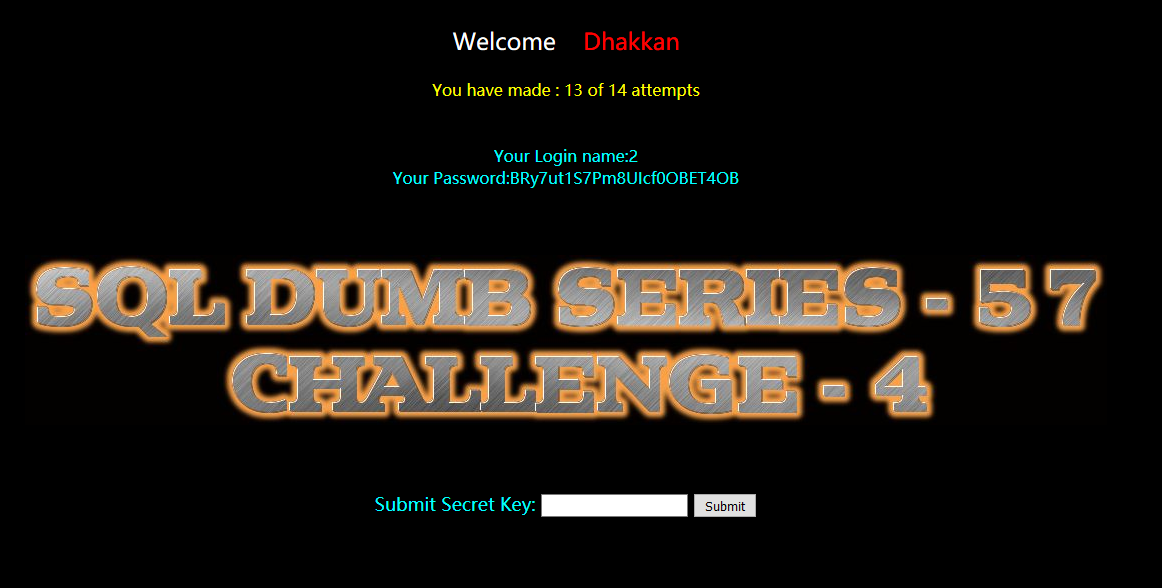 Welcome Dhakkan
You have made : 13 of 14 attempts
Your Login name:2
Your Password:BRy7ut1S7Pm8UIcf0OBET4OB
SQL DUMB SERIES - 57
CHALLENGE - 4
Submit Secret Key: Submit